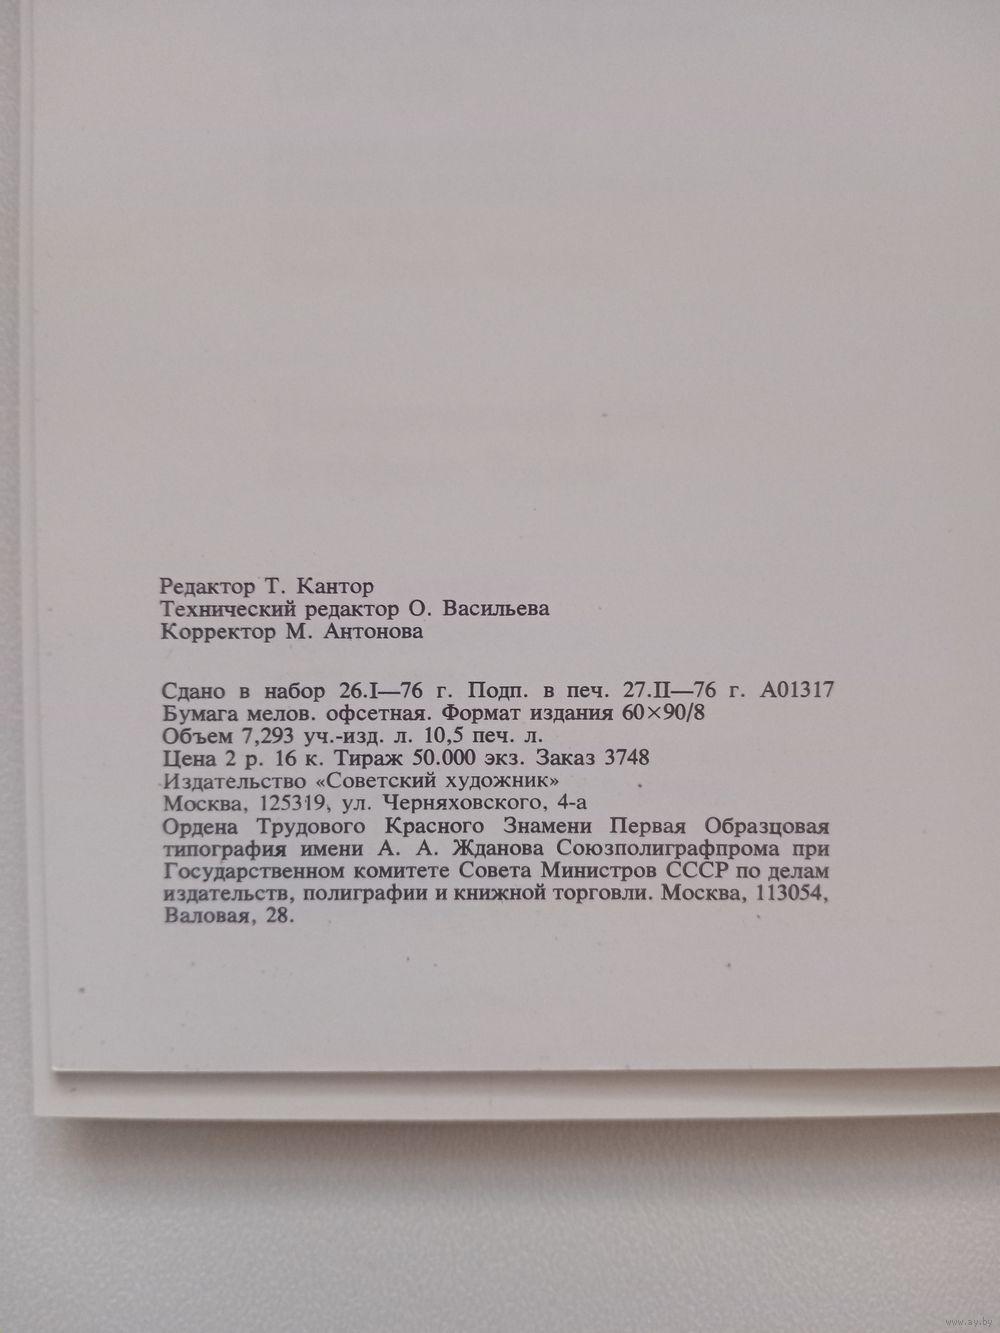 Редактор Т. Кантор
Технический редактор О. Васильева
Корректор М. Антонова
Сдано в набор 26.I—76 г. Подп. в печ. 27.II—76 г. А01317
Бумага мелов. офсетная. Формат издания 60×90/8
Объем 7,293 уч.-изд. л. 10,5 печ. л.
Цена 2 р. 16 к. Тираж 50.000 экз. Заказ 3748
Издательство «Советский художник»
Москва, 125319, ул. Черняховского, 4-а
Ордена Трудового Красного Знамени Первая Образцовая
типография имени А. А. Жданова Союзполиграфпрома при
Государственном комитете Совета Министров СССР по делам
издательств, полиграфии и книжной торговли. Москва, 113054,
Валовая, 28.
www.ay.by